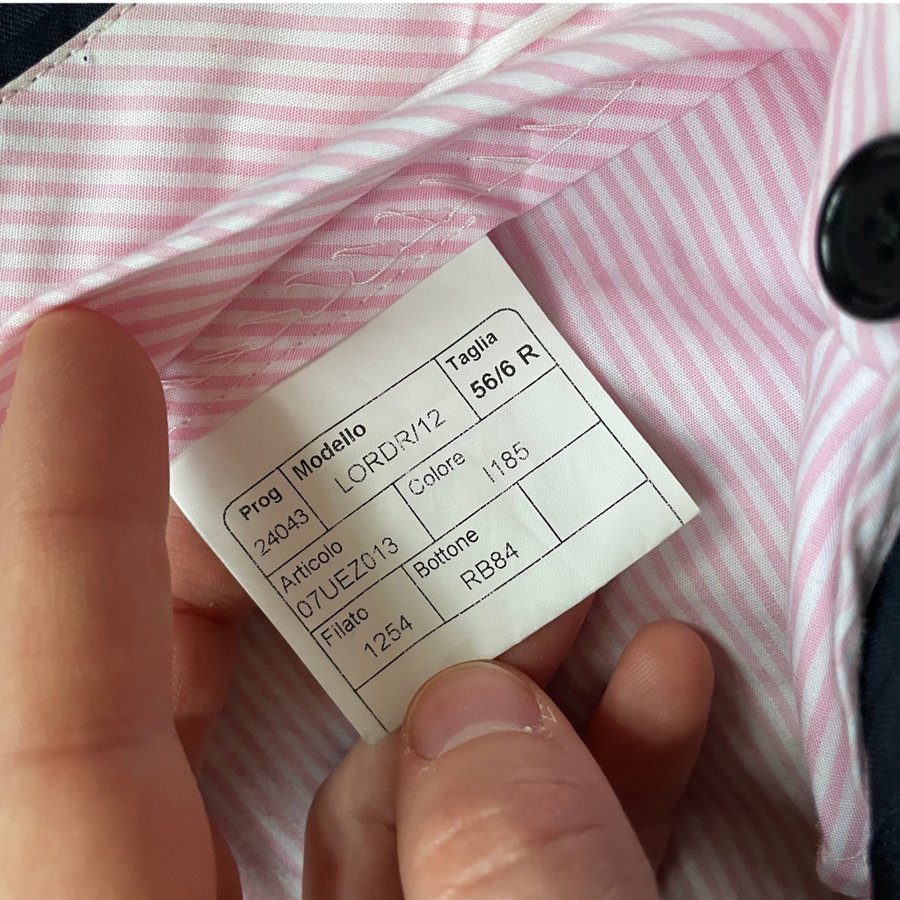 Prog Modello Taglia
24043 LORDR/12 56/6 R
Articolo Colore
07UEZ013 I185
Filato Bottone
1254 RB84